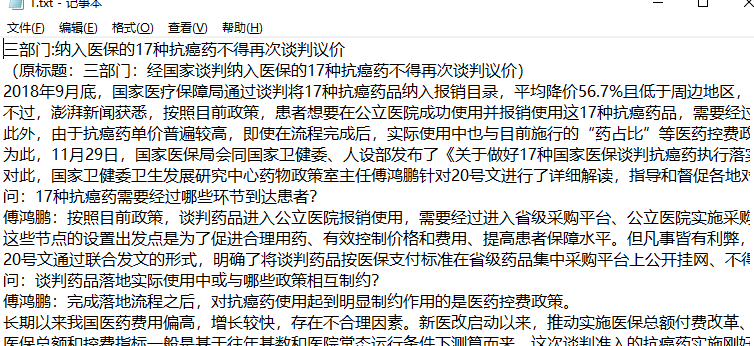 1.txt - 记事本
文件(F) 编辑(E) 格式(O) 查看(V) 帮助(H)
三部门:纳入医保的17种抗癌药不得再次谈判议价
（原标题：三部门：经国家谈判纳入医保的17种抗癌药不得再次谈判议价）
2018年9月底，国家医疗保障局通过谈判将17种抗癌药品纳入报销目录，平均降价56.7%且低于周边地区，
不过，澎湃新闻获悉，按照目前政策，患者想要在公立医院成功使用并报销使用这17种抗癌药品，需要经过
此外，由于抗癌药单价普遍较高，即使在流程完成后，实际使用中也与目前施行的“药占比”等医药控费政
为此，11月29日，国家医保局会同国家卫健委、人设部发布了《关于做好17种国家医保谈判抗癌药执行落实
对此，国家卫健委卫生发展研究中心药物政策室主任傅鸿鹏针对20号文进行了详细解读，指导和督促各地对
问：17种抗癌药需要经过哪些环节到达患者？
傅鸿鹏：按照目前政策，谈判药品进入公立医院报销使用，需要经过进入省级采购平台、公立医院实施采购
这些节点的设置出发点是为了促进合理用药、有效控制价格和费用、提高患者保障水平。但凡事皆有利弊，
20号文通过联合发文的形式，明确了将谈判药品按医保支付标准在省级药品集中采购平台上公开挂网、不得
问：谈判药品落地实际使用中或与哪些政策相互制约？
傅鸿鹏：完成落地流程之后，对抗癌药使用起到明显制约作用的是医药控费政策。
长期以来我国医药费用偏高，增长较快，存在不合理因素。新医改启动以来，推动实施医保总额付费改革、
医保总额和控费指标一般是基于往年基数和医院常态运行条件下测算而来，这次谈判准入的抗癌药实施刚好